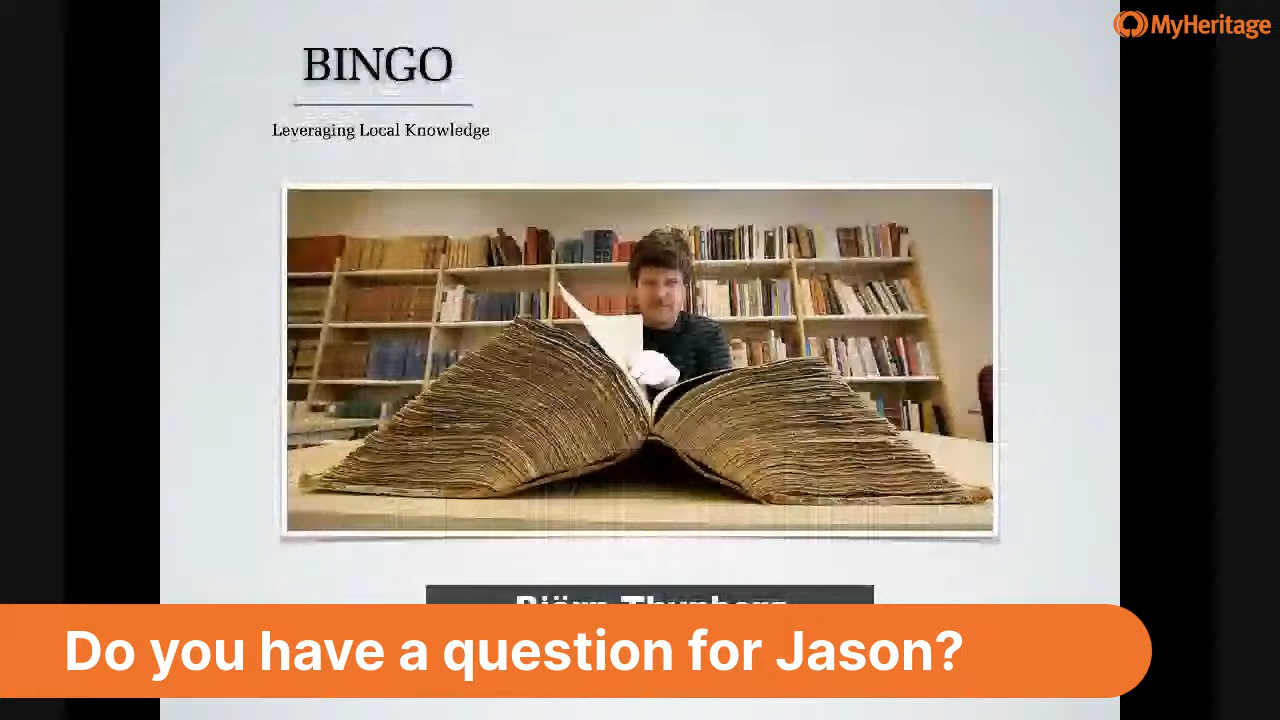 MyHeritage
BINGO
Leveraging Local Knowledge
Do you have a question for Jason?